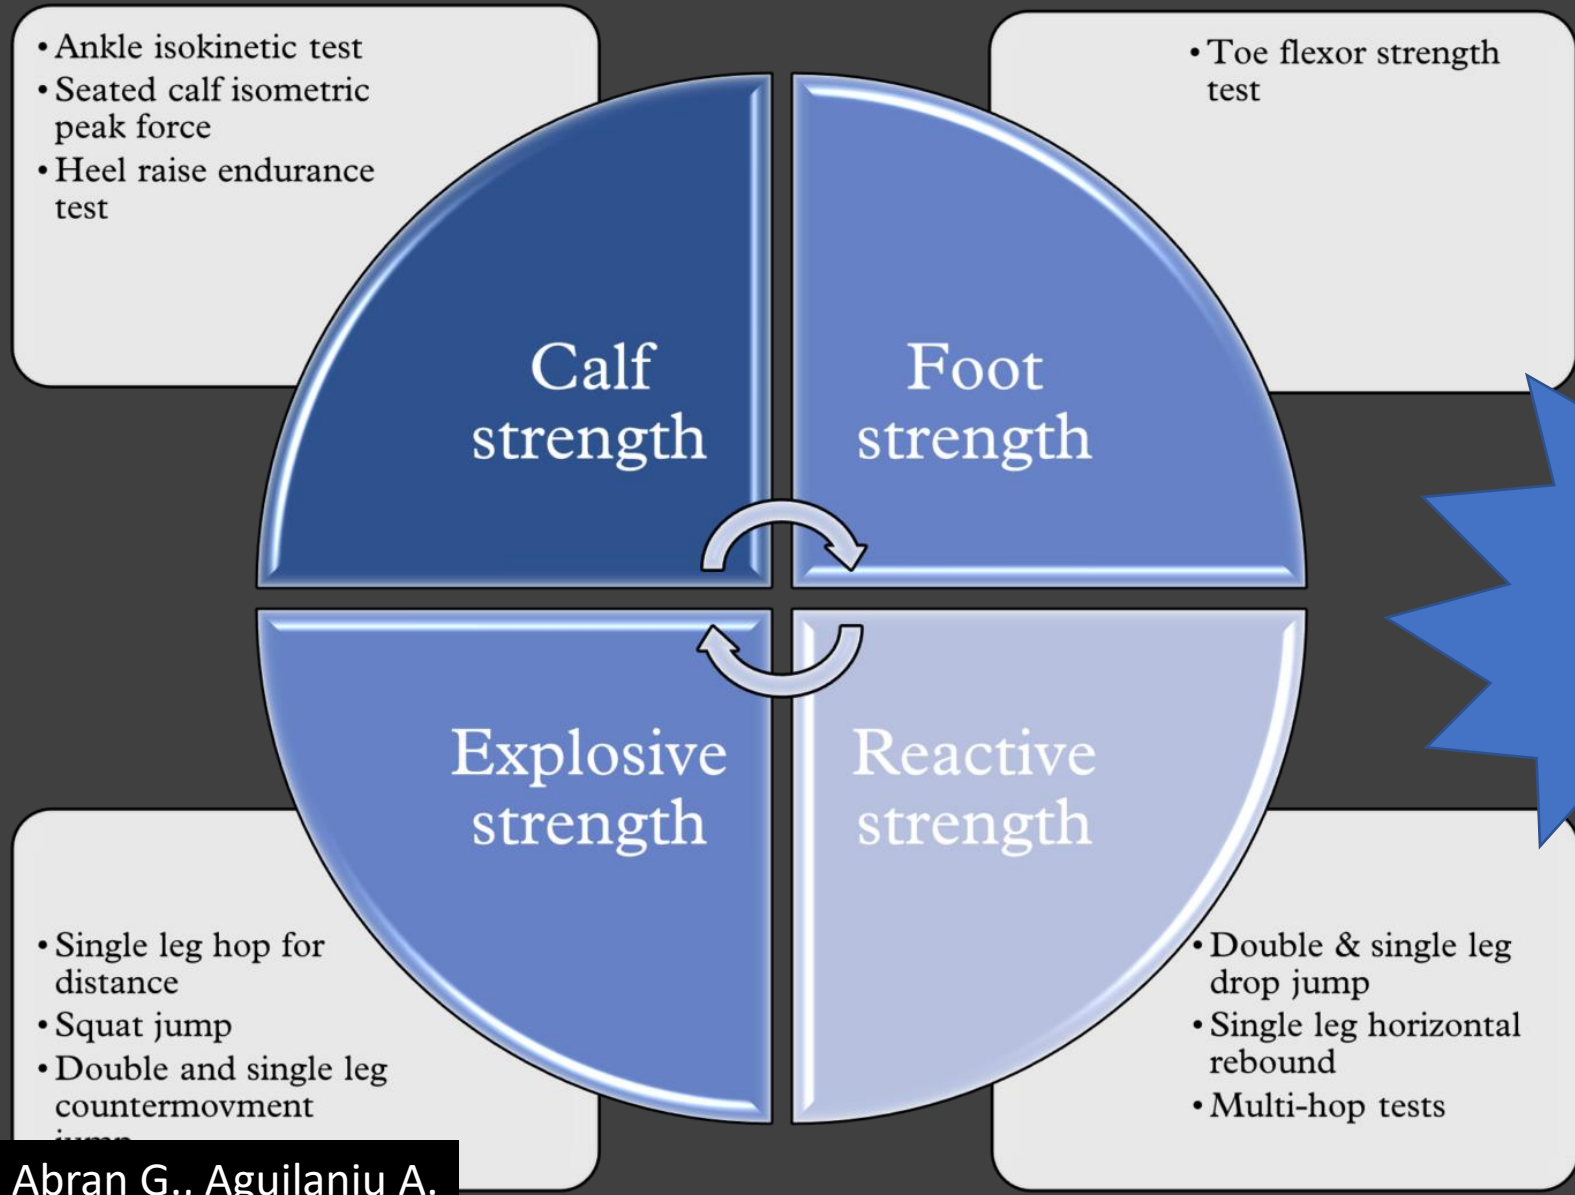 • Ankle isokinetic test
• Seated calf isometric
peak force
• Heel raise endurance
test
• Toe flexor strength
test
Calf
strength
Foot
strength
Explosive
strength
Reactive
strength
• Single leg hop for
distance
• Squat jump
• Double and single leg
countermovment
• Double & single leg
drop jump
• Single leg horizontal
rebound
• Multi-hop tests
Abran G., Aguilaniu A.